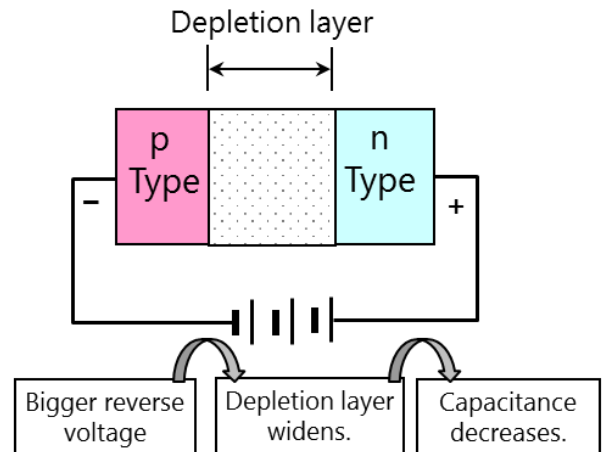 Depletion layer
p
Type
n
Type
−
+
Bigger reverse
voltage
Depletion layer
widens.
Capacitance
decreases.